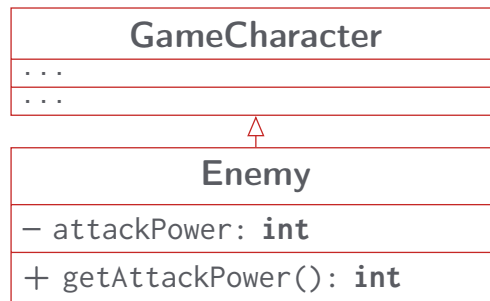 GameCharacter
...
...
Enemy
− attackPower: int
+ getAttackPower(): int